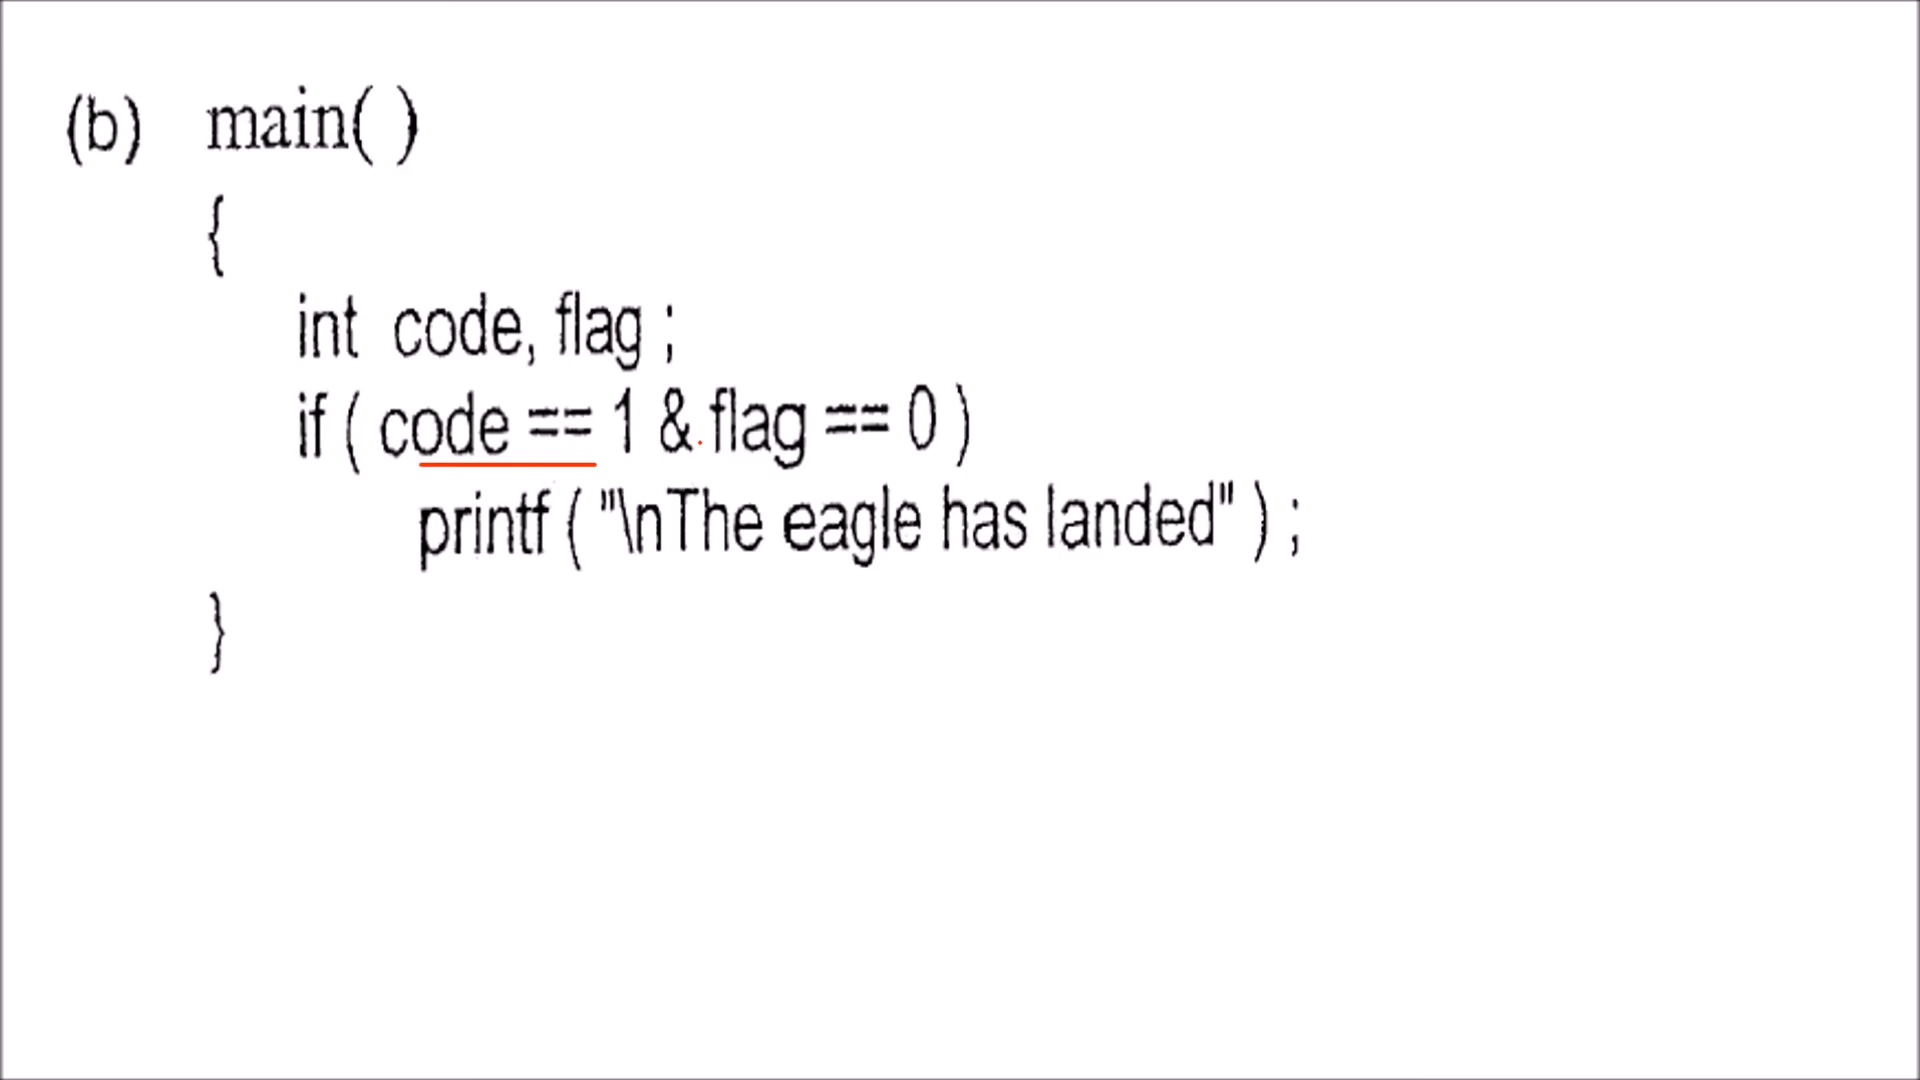 (b) main( )
{
int code, flag ;
if ( code == 1 & flag == 0 )
printf ( "\nThe eagle has landed" ) ;
}